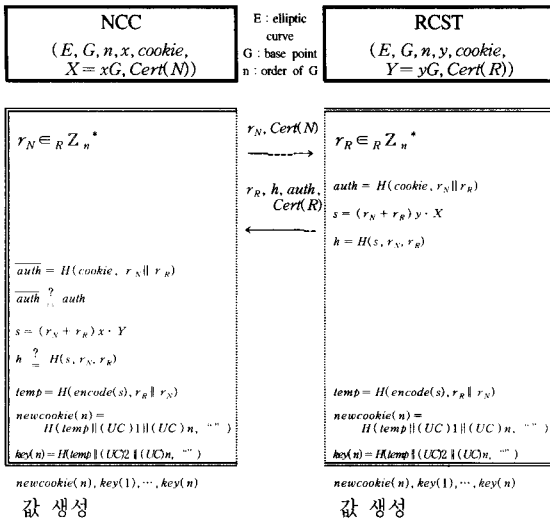 NCC
(E, G, n, x, cookie,
X = xG, Cert(N))
E : elliptic
curve
G : base point
n : order of G
RCST
(E, G, n, y, cookie,
Y = yG, Cert(R))
r_N ∈_R Z_n^*
r_N, Cert(N)
r_R, h, auth,
Cert(R)
r_R ∈_R Z_n^*
auth = H(cookie, r_N || r_R)
s = (r_N + r_R) y · X
h = H(s, r_N, r_R)
auth = H(cookie, r_N || r_R)
auth ? auth
s = (r_N + r_R) x · Y
h ?= H(s, r_N, r_R)
temp = H(encode(s), r_R || r_N)
newcookie(n) =
H(temp || (UC)1 || (UC)n, "")
key(n) = H(temp || (UC)2 || (UC)n, "")
newcookie(n), key(1), ⋯, key(n)
값 생성
temp = H(encode(s), r_R || r_N)
newcookie(n) =
H(temp || (UC)1 || (UC)n, "")
key(n) = H(temp || (UC)2 || (UC)n, "")
newcookie(n), key(1), ⋯, key(n)
값 생성